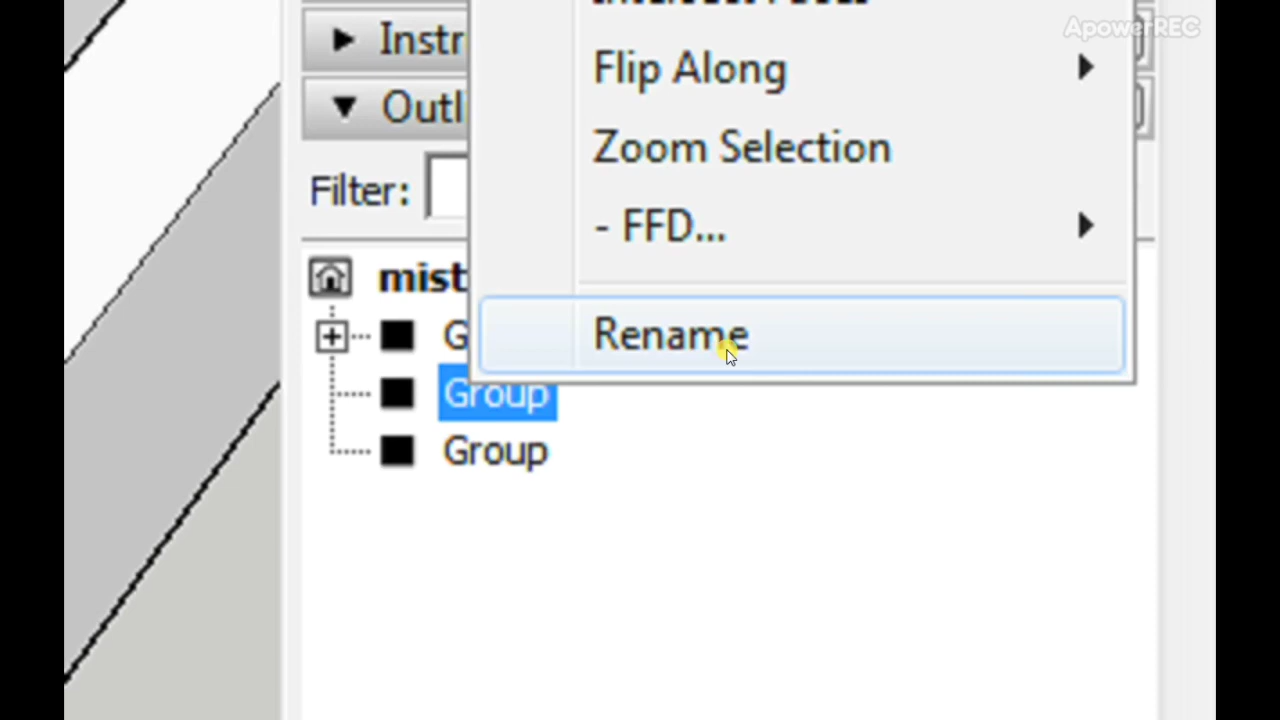 ApowerREC
Instr
Flip Along
Outl
Zoom Selection
Filter:
- FFD...
mist
G
Rename
Group
Group